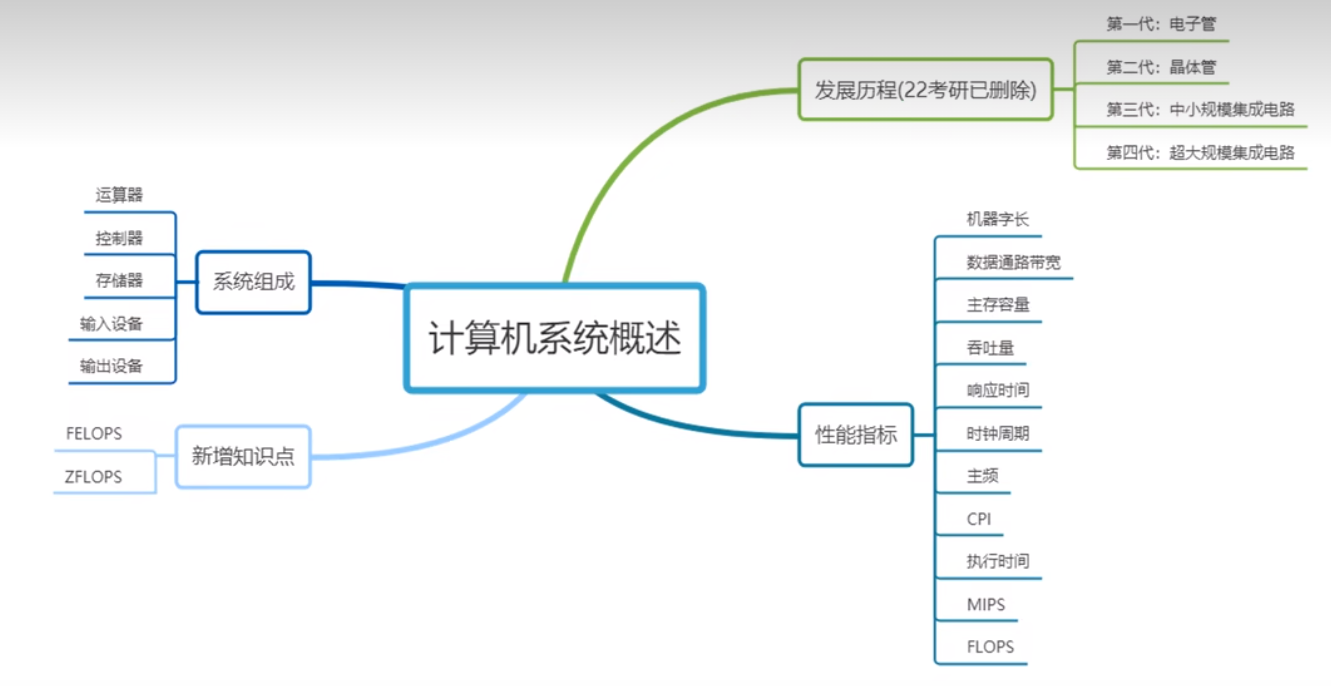 计算机系统概述
发展历程(22考研已删除)
第一代：电子管
第二代：晶体管
第三代：中小规模集成电路
第四代：超大规模集成电路
系统组成
运算器
控制器
存储器
输入设备
输出设备
新增知识点
FELOPS
ZFLOPS
性能指标
机器字长
数据通路带宽
主存容量
吞吐量
响应时间
时钟周期
主频
CPI
执行时间
MIPS
FLOPS